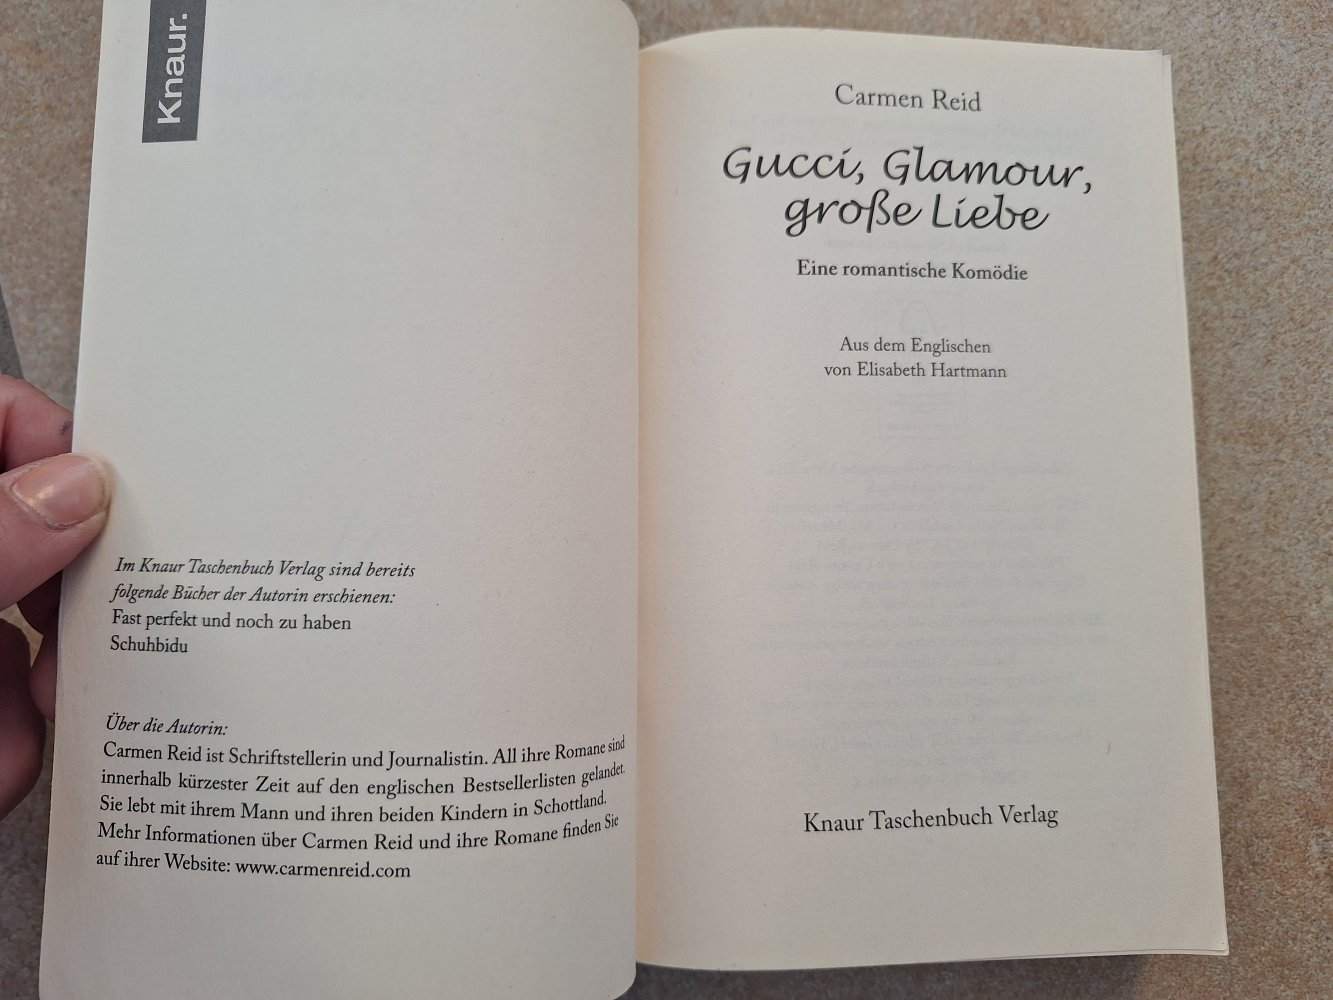 Knaur.
Im Knaur Taschenbuch Verlag sind bereits
folgende Bücher der Autorin erschienen:
Fast perfekt und noch zu haben
Schuhbidu
Über die Autorin:
Carmen Reid ist Schriftstellerin und Journalistin. All ihre Romane sind
innerhalb kürzester Zeit auf den englischen Bestsellerlisten gelandet.
Sie lebt mit ihrem Mann und ihren beiden Kindern in Schottland.
Mehr Informationen über Carmen Reid und ihre Romane finden Sie
auf ihrer Website: www.carmenreid.com
Carmen Reid
Gucci, Glamour,
große Liebe
Eine romantische Komödie
Aus dem Englischen
von Elisabeth Hartmann
Knaur Taschenbuch Verlag